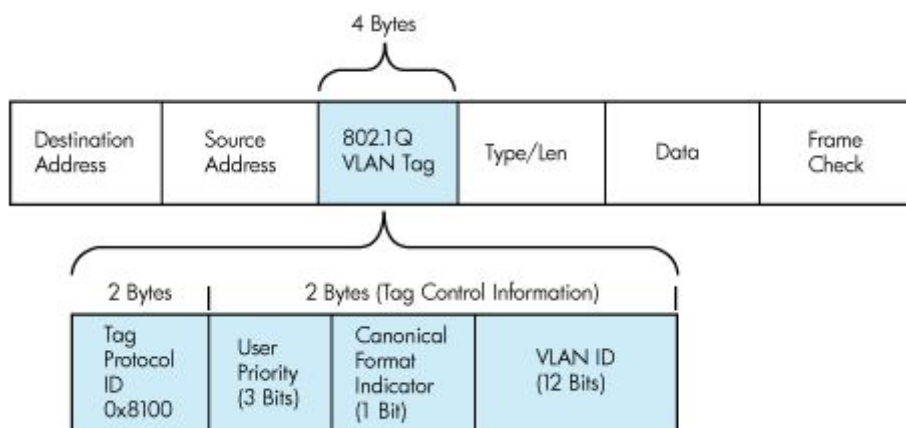 4 Bytes
Destination
Address
Source
Address
802.1Q
VLAN Tag
Type/Len
Data
Frame
Check
2 Bytes
2 Bytes (Tag Control Information)
Tag
Protocol
ID
0x8100
User
Priority
(3 Bits)
Canonical
Format
Indicator
(1 Bit)
VLAN ID
(12 Bits)